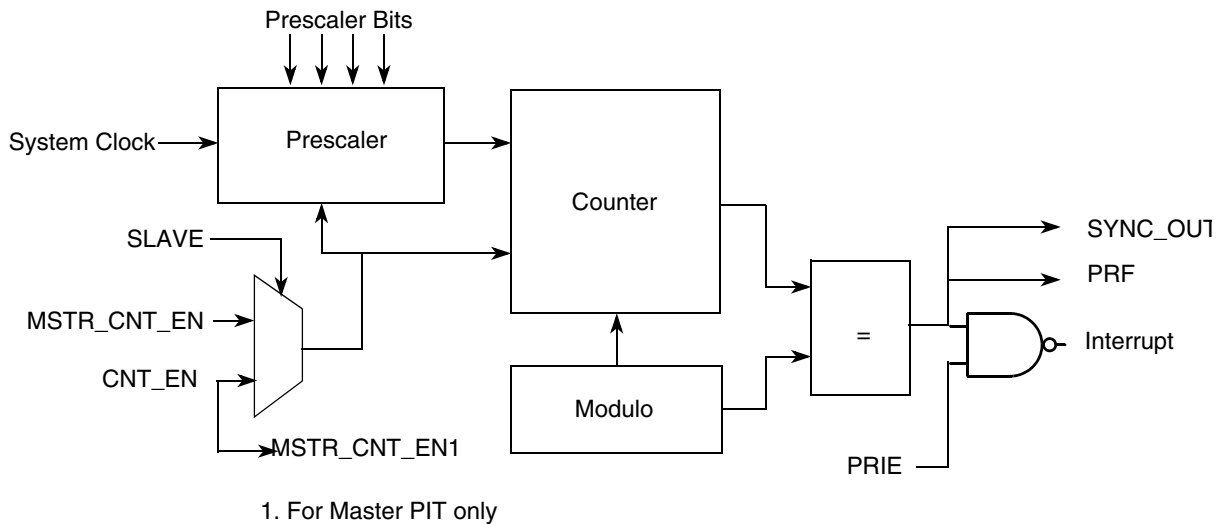 Prescaler Bits
System Clock
Prescaler
Counter
SLAVE
MSTR_CNT_EN
CNT_EN
MSTR_CNT_EN1
Modulo
=
SYNC_OUT
PRF
Interrupt
PRIE
1. For Master PIT only